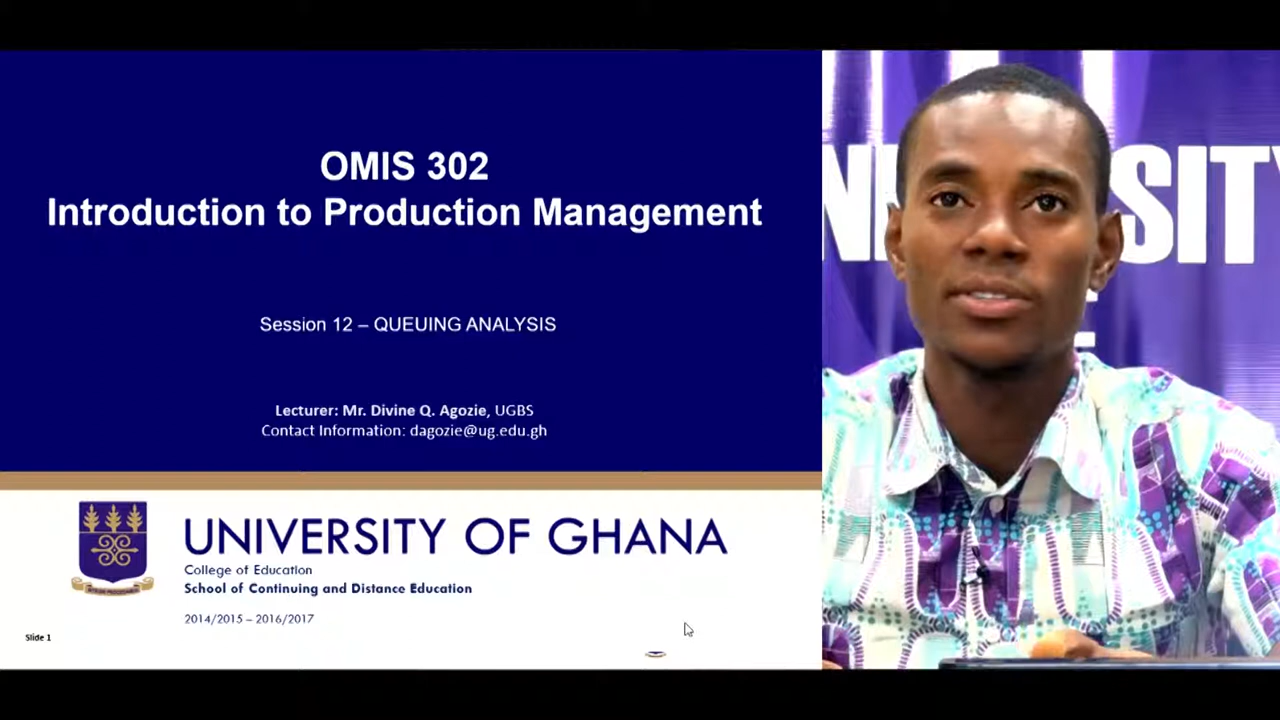 OMIS 302
Introduction to Production Management
Session 12 – QUEUING ANALYSIS
Lecturer: Mr. Divine Q. Agozie, UGBS
Contact Information: dagozie@ug.edu.gh
UNIVERSITY OF GHANA
College of Education
School of Continuing and Distance Education
2014/2015 – 2016/2017
Slide 1